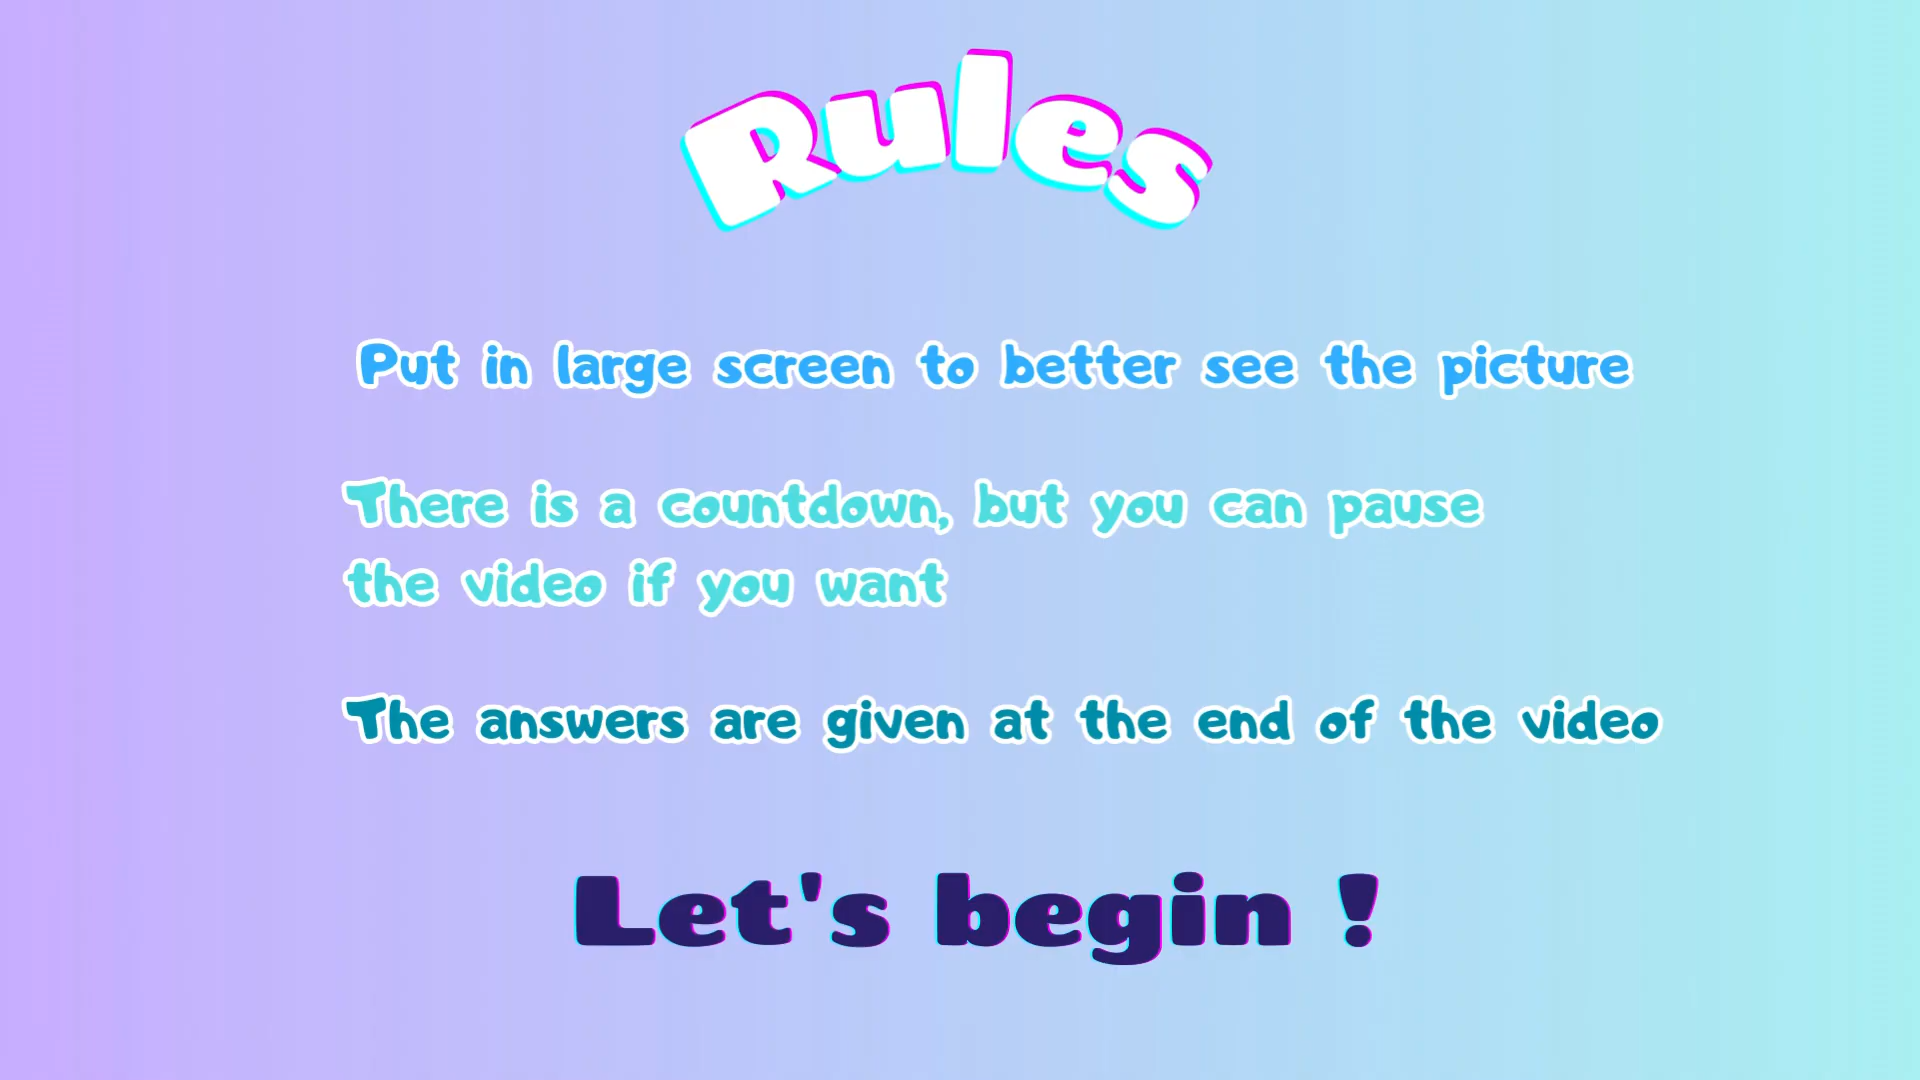 Rules
Put in large screen to better see the picture
There is a countdown, but you can pause
the video if you want
The answers are given at the end of the video
Let's begin !